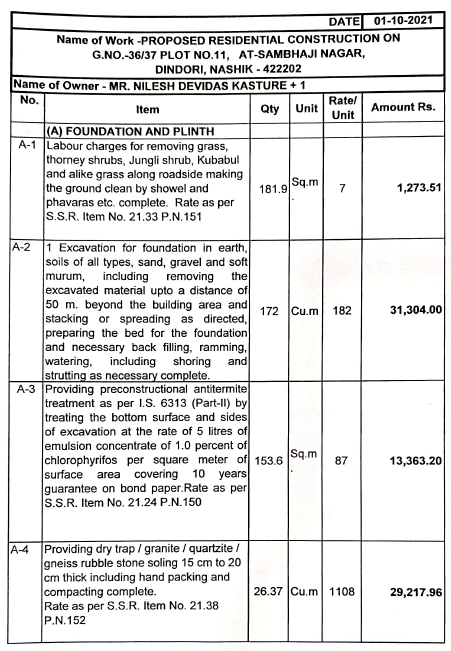 DATE 01-10-2021
Name of Work -PROPOSED RESIDENTIAL CONSTRUCTION ON
G.NO.-36/37 PLOT NO.11, AT-SAMBHAJI NAGAR,
DINDORI, NASHIK - 422202
Name of Owner - MR. NILESH DEVIDAS KASTURE + 1
No. Item Qty Unit Rate/ Unit Amount Rs.
(A) FOUNDATION AND PLINTH
A-1 Labour charges for removing grass,
thorney shrubs, Jungli shrub, Kubabul
and alike grass along roadside making
the ground clean by showel and 181.9 Sq.m . 7 1,273.51
phavaras etc. complete. Rate as per
S.S.R. Item No. 21.33 P.N.151
A-2 1 Excavation for foundation in earth,
soils of all types, sand, gravel and soft
murum, including removing the
excavated material upto a distance of
50 m. beyond the building area and 172 Cu.m 182 31,304.00
stacking or spreading as directed,
preparing the bed for the foundation
and necessary back filling, ramming,
watering, including shoring and
strutting as necessary complete.
A-3 Providing preconstructional antitermite
treatment as per I.S. 6313 (Part-II) by
treating the bottom surface and sides
of excavation at the rate of 5 litres of
emulsion concentrate of 1.0 percent of
chlorophyrifos per square meter of 153.6 Sq.m . 87 13,363.20
surface area covering 10 years
guarantee on bond paper.Rate as per
S.S.R. Item No. 21.24 P.N.150
A-4 Providing dry trap / granite / quartzite /
gneiss rubble stone soling 15 cm to 20
cm thick including hand packing and
compacting complete. 26.37 Cu.m 1108 29,217.96
Rate as per S.S.R. Item No. 21.38
P.N.152